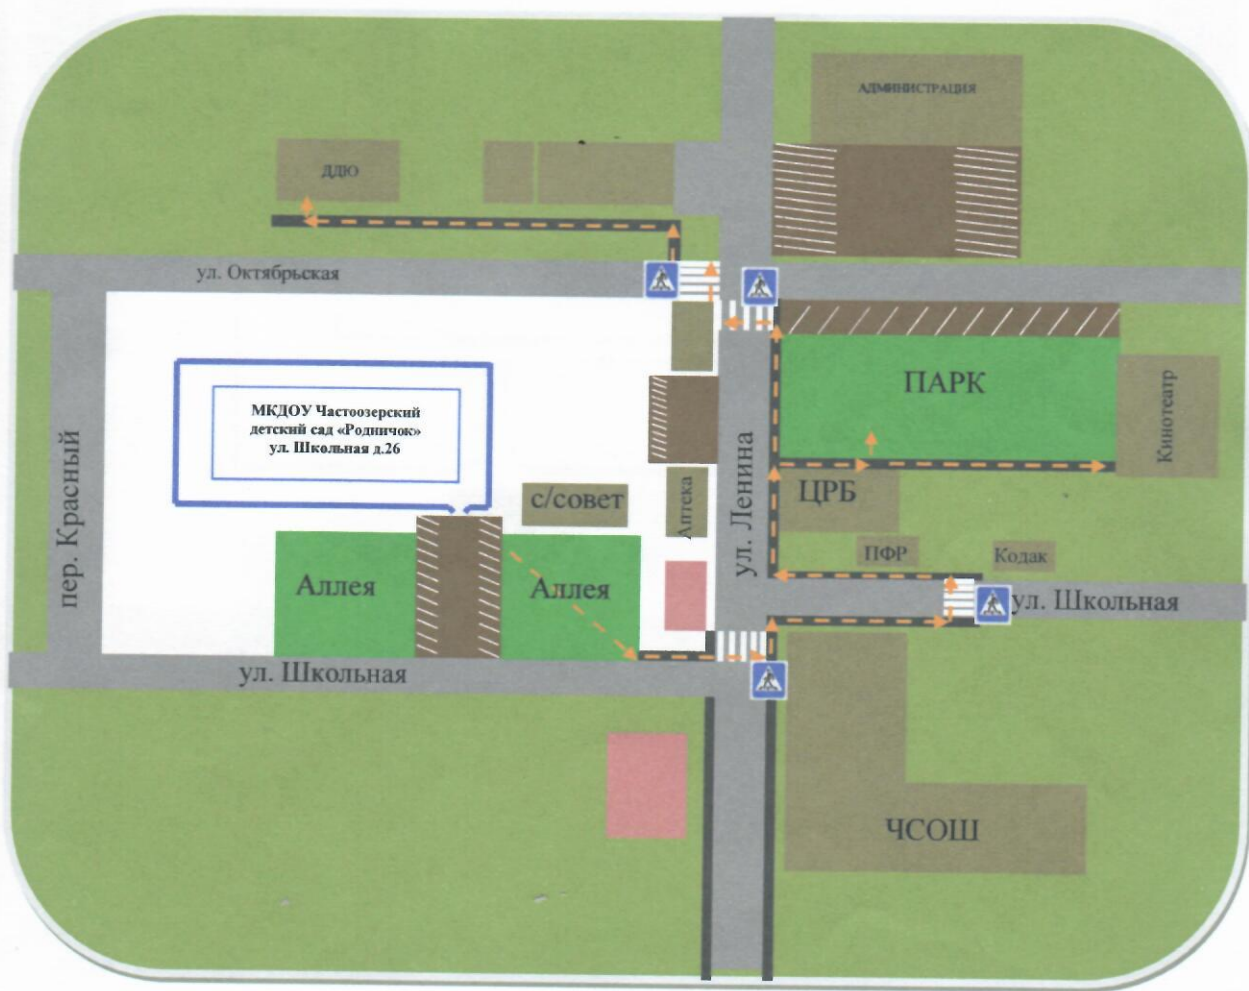 АДМИНИСТРАЦИЯ
ДДЮ
ул. Октябрьская
ПАРК
Кинотеатр
МКДОУ Частоозерский
детский сад «Родничок»
ул. Школьная д.26
пер. Красный
с/совет
Аптека
ул. Ленина
ЦРБ
ПФР
Кодак
Аллея
Аллея
ул. Школьная
ул. Школьная
ЧСОШ